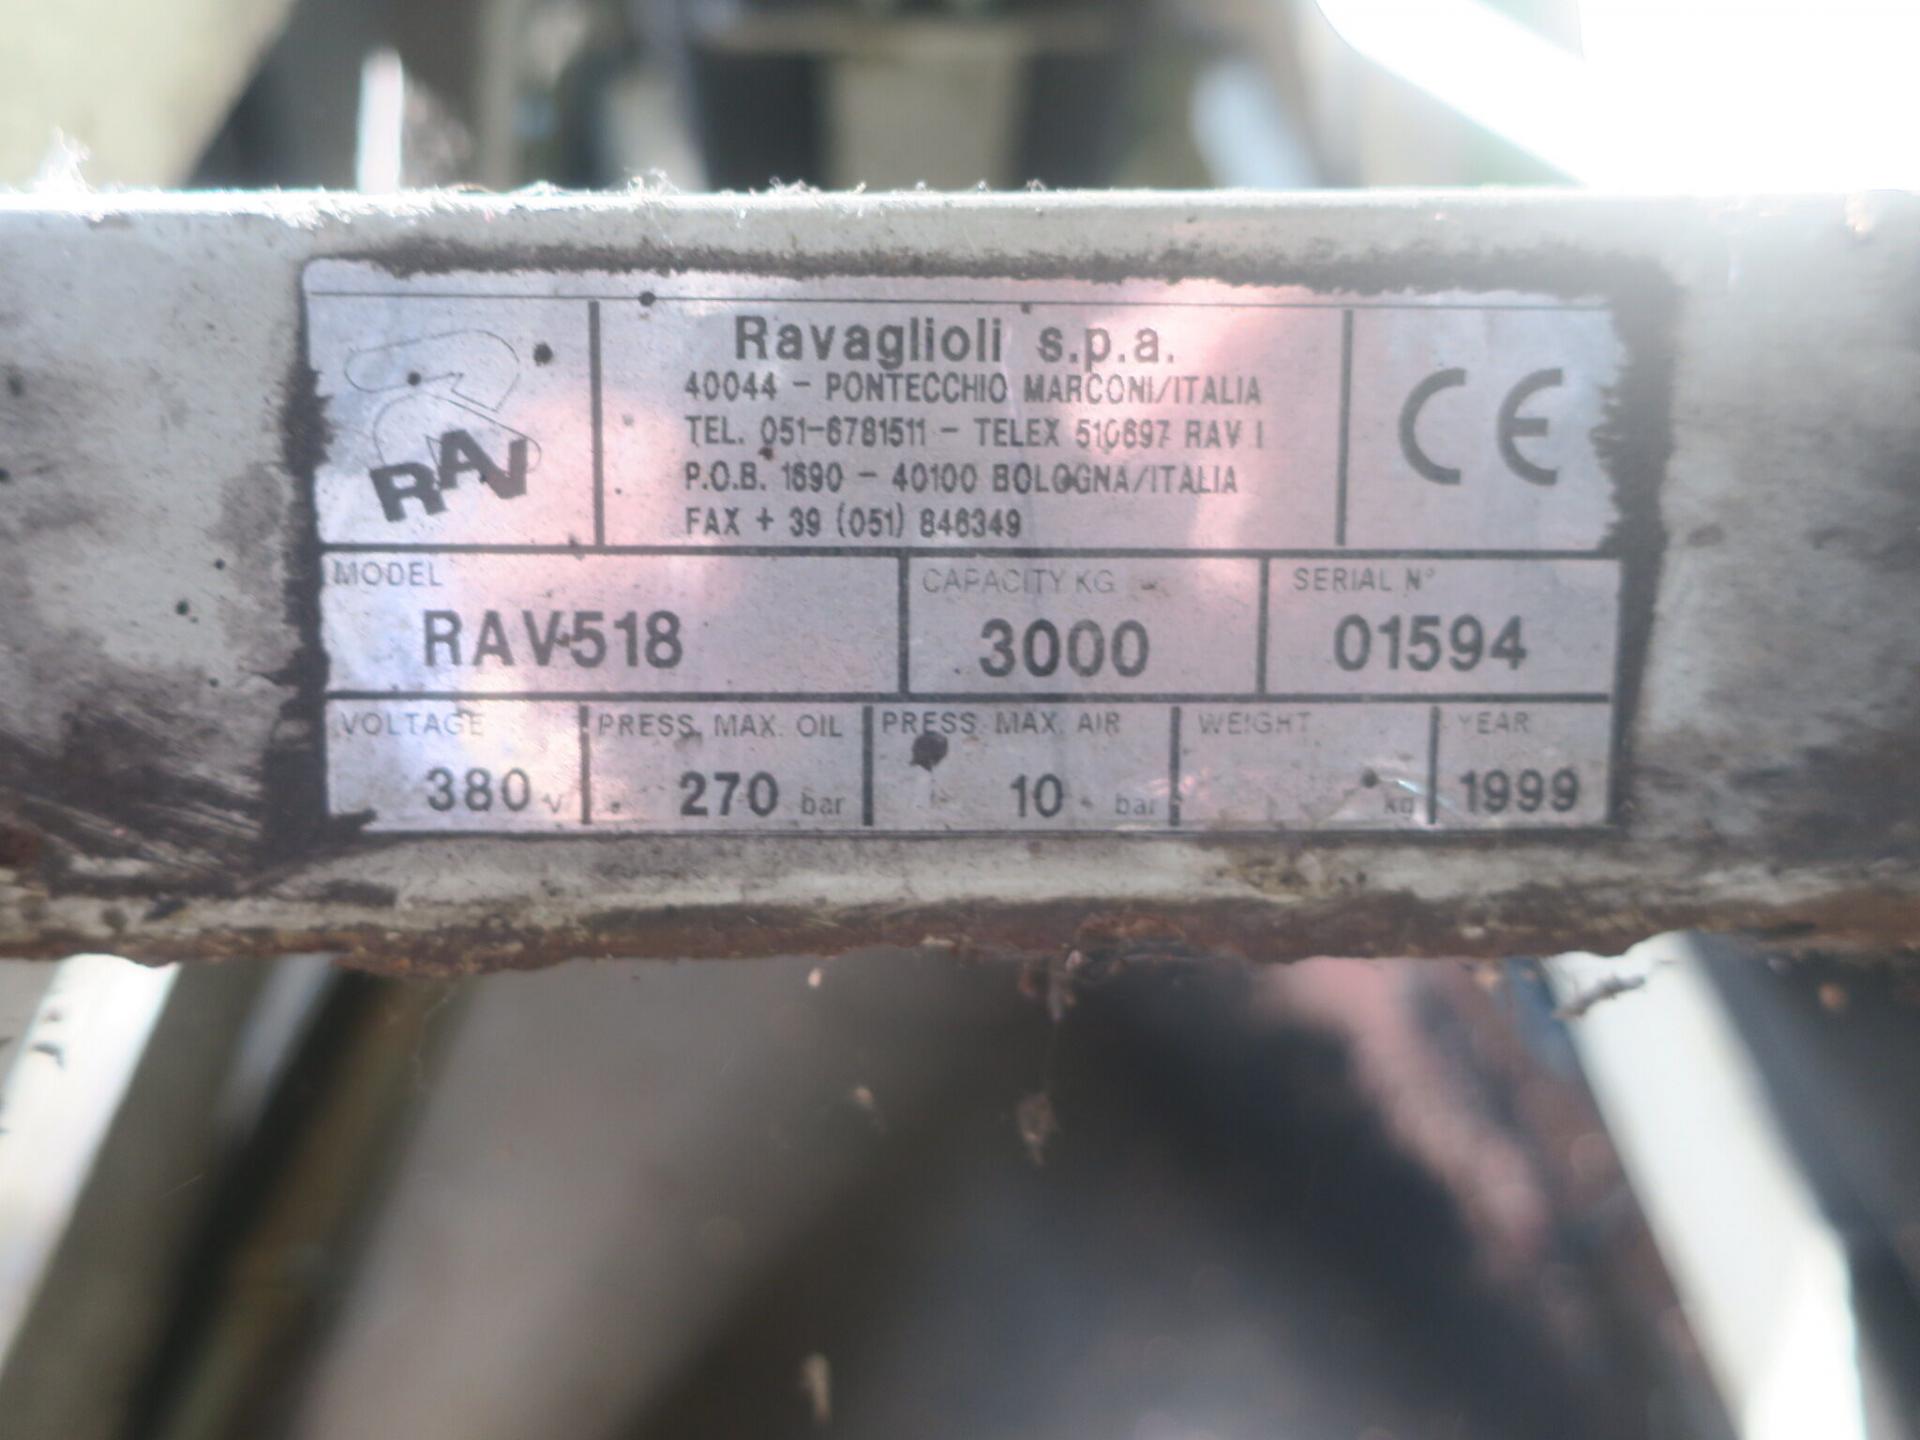 Ravaglioli s.p.a.
40044 - PONTECCHIO MARCONI/ITALIA
TEL. 051-6781511 - TELEX 510697 RAV I
P.O.B. 1690 - 40100 BOLOGNA/ITALIA
FAX + 39 (051) 846349
RAV
CE
MODEL
RAV-518
CAPACITY KG
3000
SERIAL N°
01594
VOLTAGE
380 V
PRESS. MAX. OIL
270 bar
PRESS. MAX. AIR
10 bar
WEIGHT
kg
YEAR
1999